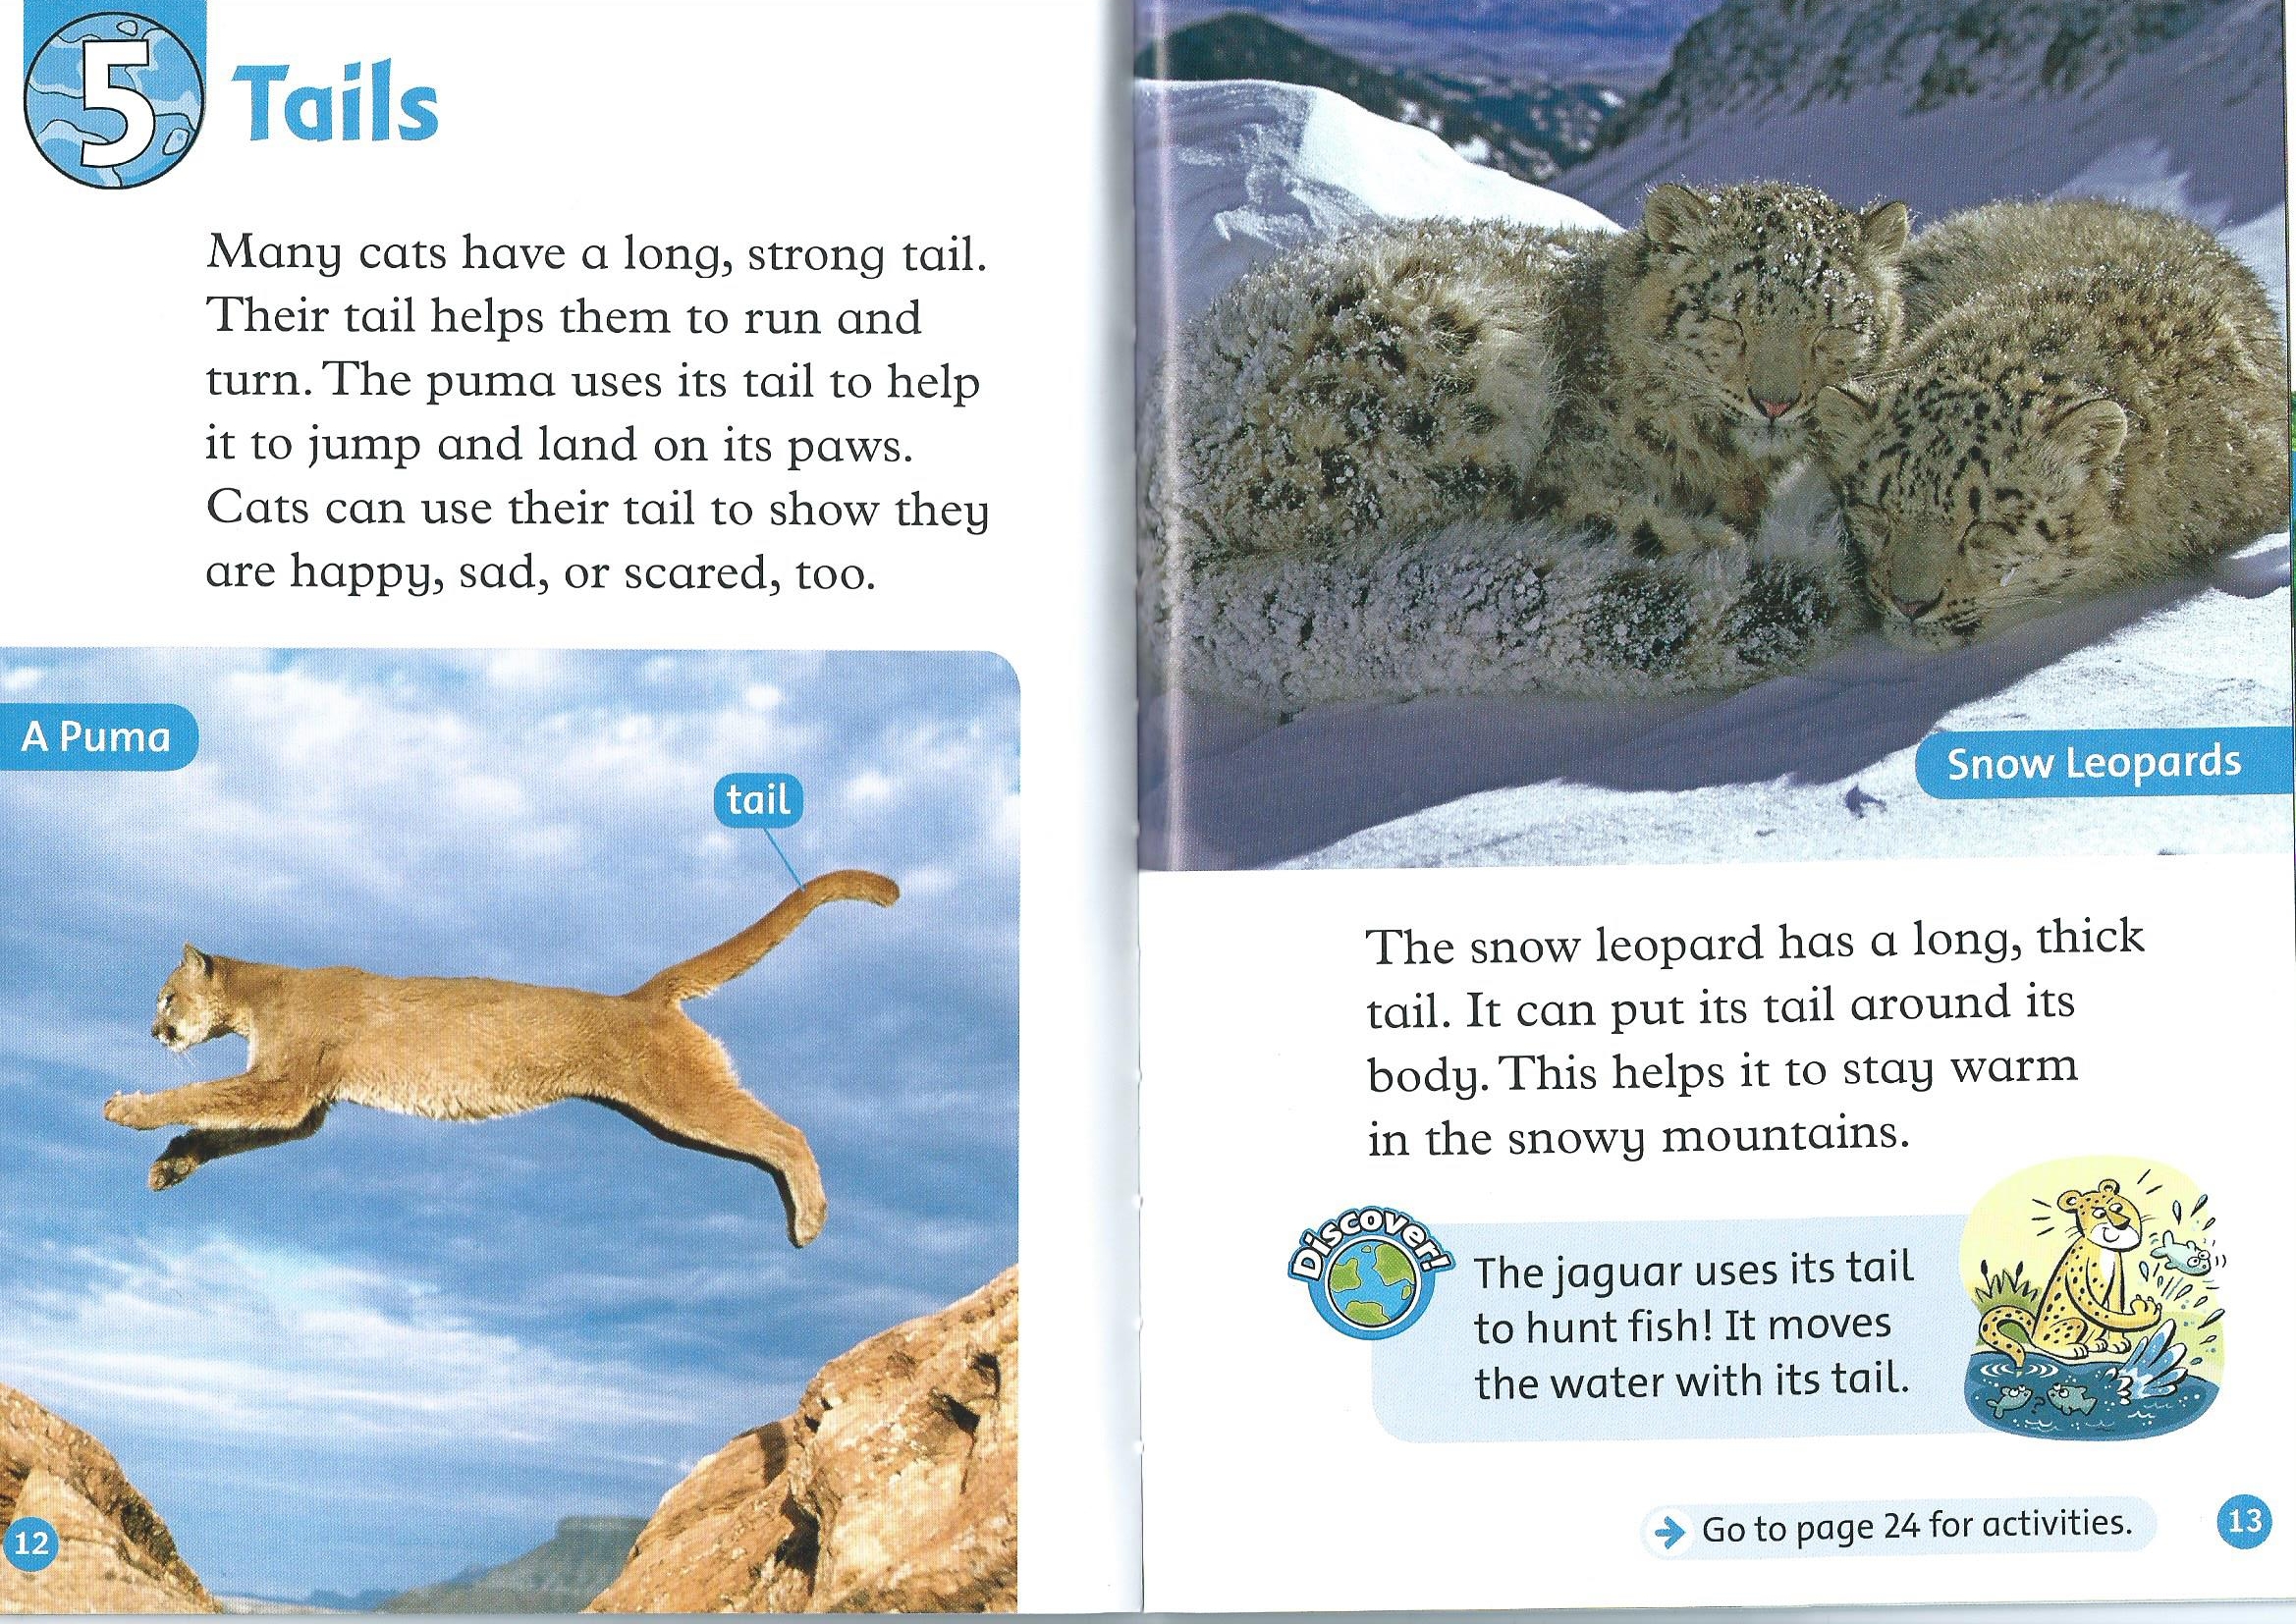 5 Tails
Many cats have a long, strong tail.
Their tail helps them to run and
turn. The puma uses its tail to help
it to jump and land on its paws.
Cats can use their tail to show they
are happy, sad, or scared, too.
A Puma
tail
12
Snow Leopards
The snow leopard has a long, thick
tail. It can put its tail around its
body. This helps it to stay warm
in the snowy mountains.
Discover!
The jaguar uses its tail
to hunt fish! It moves
the water with its tail.
?
Go to page 24 for activities.
13